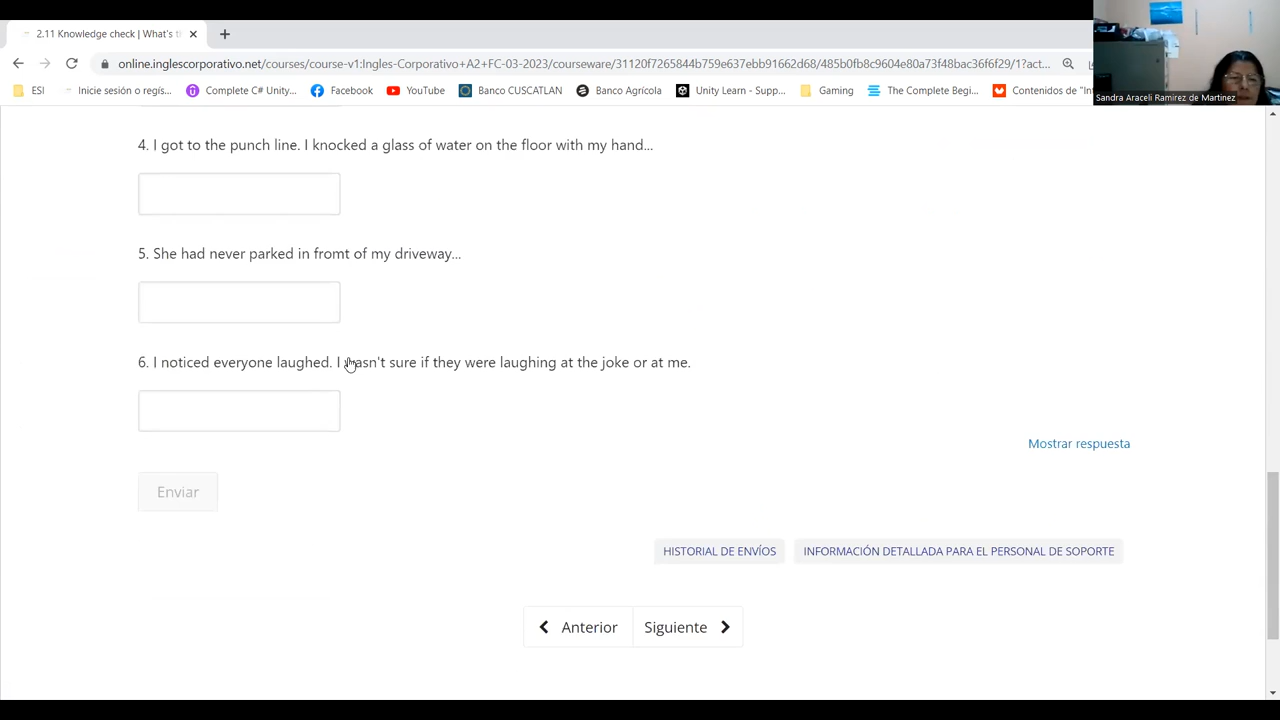 2.11 Knowledge check | What's t
online.inglescorporativo.net/courses/course-v1:Ingles-Corporativo+A2+FC-03-2023/courseware/31120f7265844b759e637ebb91662d68/485b0fb8c9604e80a73f48bac36f6f29/1?act...
ESI
Inicie sesión o regís...
Complete C# Unity...
Facebook
YouTube
Banco CUSCATLAN
Banco Agrícola
Unity Learn - Supp...
Gaming
The Complete Begi...
Contenidos de "In
Sandra Araceli Ramirez de Martinez
4. I got to the punch line. I knocked a glass of water on the floor with my hand...
5. She had never parked in fromt of my driveway...
6. I noticed everyone laughed. I wasn't sure if they were laughing at the joke or at me.
Mostrar respuesta
Enviar
HISTORIAL DE ENVÍOS
INFORMACIÓN DETALLADA PARA EL PERSONAL DE SOPORTE
Anterior
Siguiente